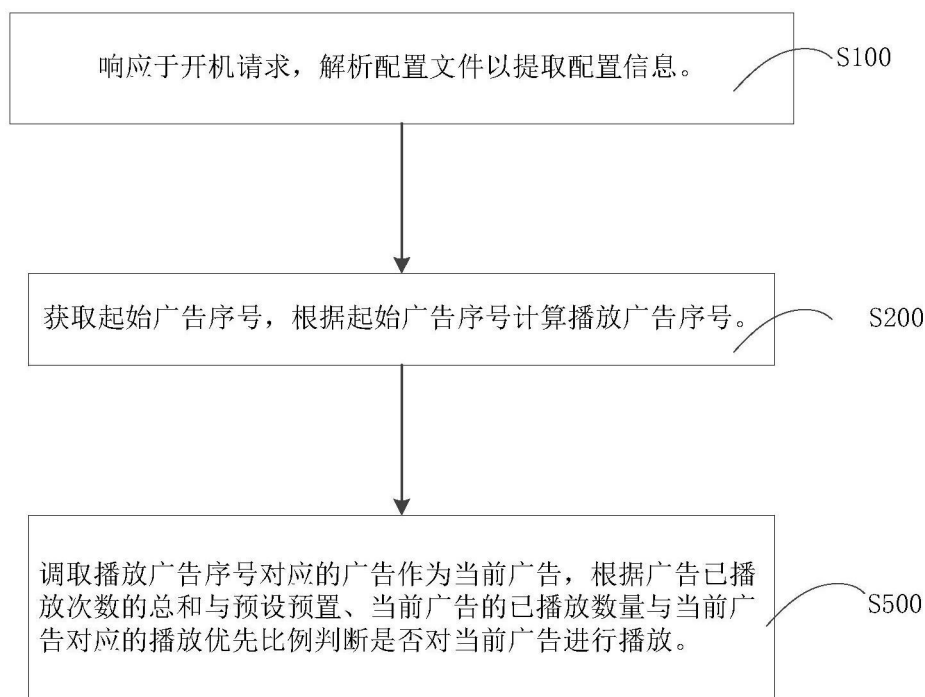 响应于开机请求，解析配置文件以提取配置信息。
S100
获取起始广告序号，根据起始广告序号计算播放广告序号。
S200
调取播放广告序号对应的广告作为当前广告，根据广告已播
放次数的总和与预设预置、当前广告的已播放数量与当前广
告对应的播放优先比例判断是否对当前广告进行播放。
S500